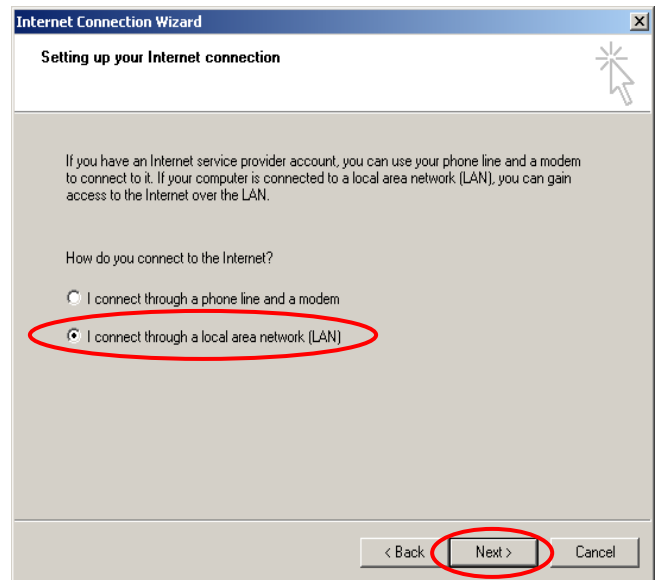 Internet Connection Wizard
Setting up your Internet connection
If you have an Internet service provider account, you can use your phone line and a modem
to connect to it. If your computer is connected to a local area network (LAN), you can gain
access to the Internet over the LAN.
How do you connect to the Internet?
I connect through a phone line and a modem
I connect through a local area network (LAN)
< Back Next > Cancel